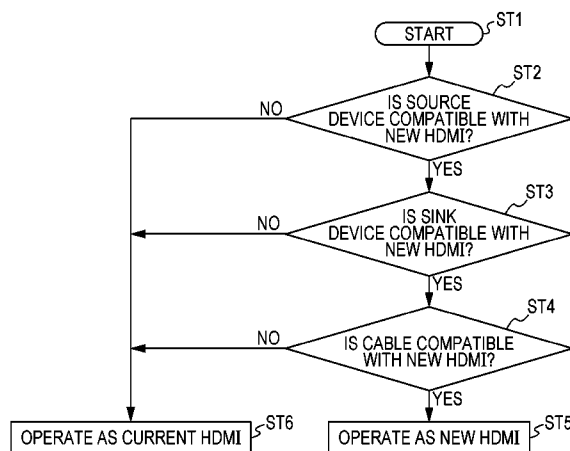 START
ST1
ST2
IS SOURCE
DEVICE COMPATIBLE WITH
NEW HDMI?
NO
YES
ST3
IS SINK
DEVICE COMPATIBLE WITH
NEW HDMI?
NO
YES
ST4
IS CABLE COMPATIBLE
WITH NEW HDMI?
NO
YES
OPERATE AS CURRENT HDMI
ST6
OPERATE AS NEW HDMI
ST5